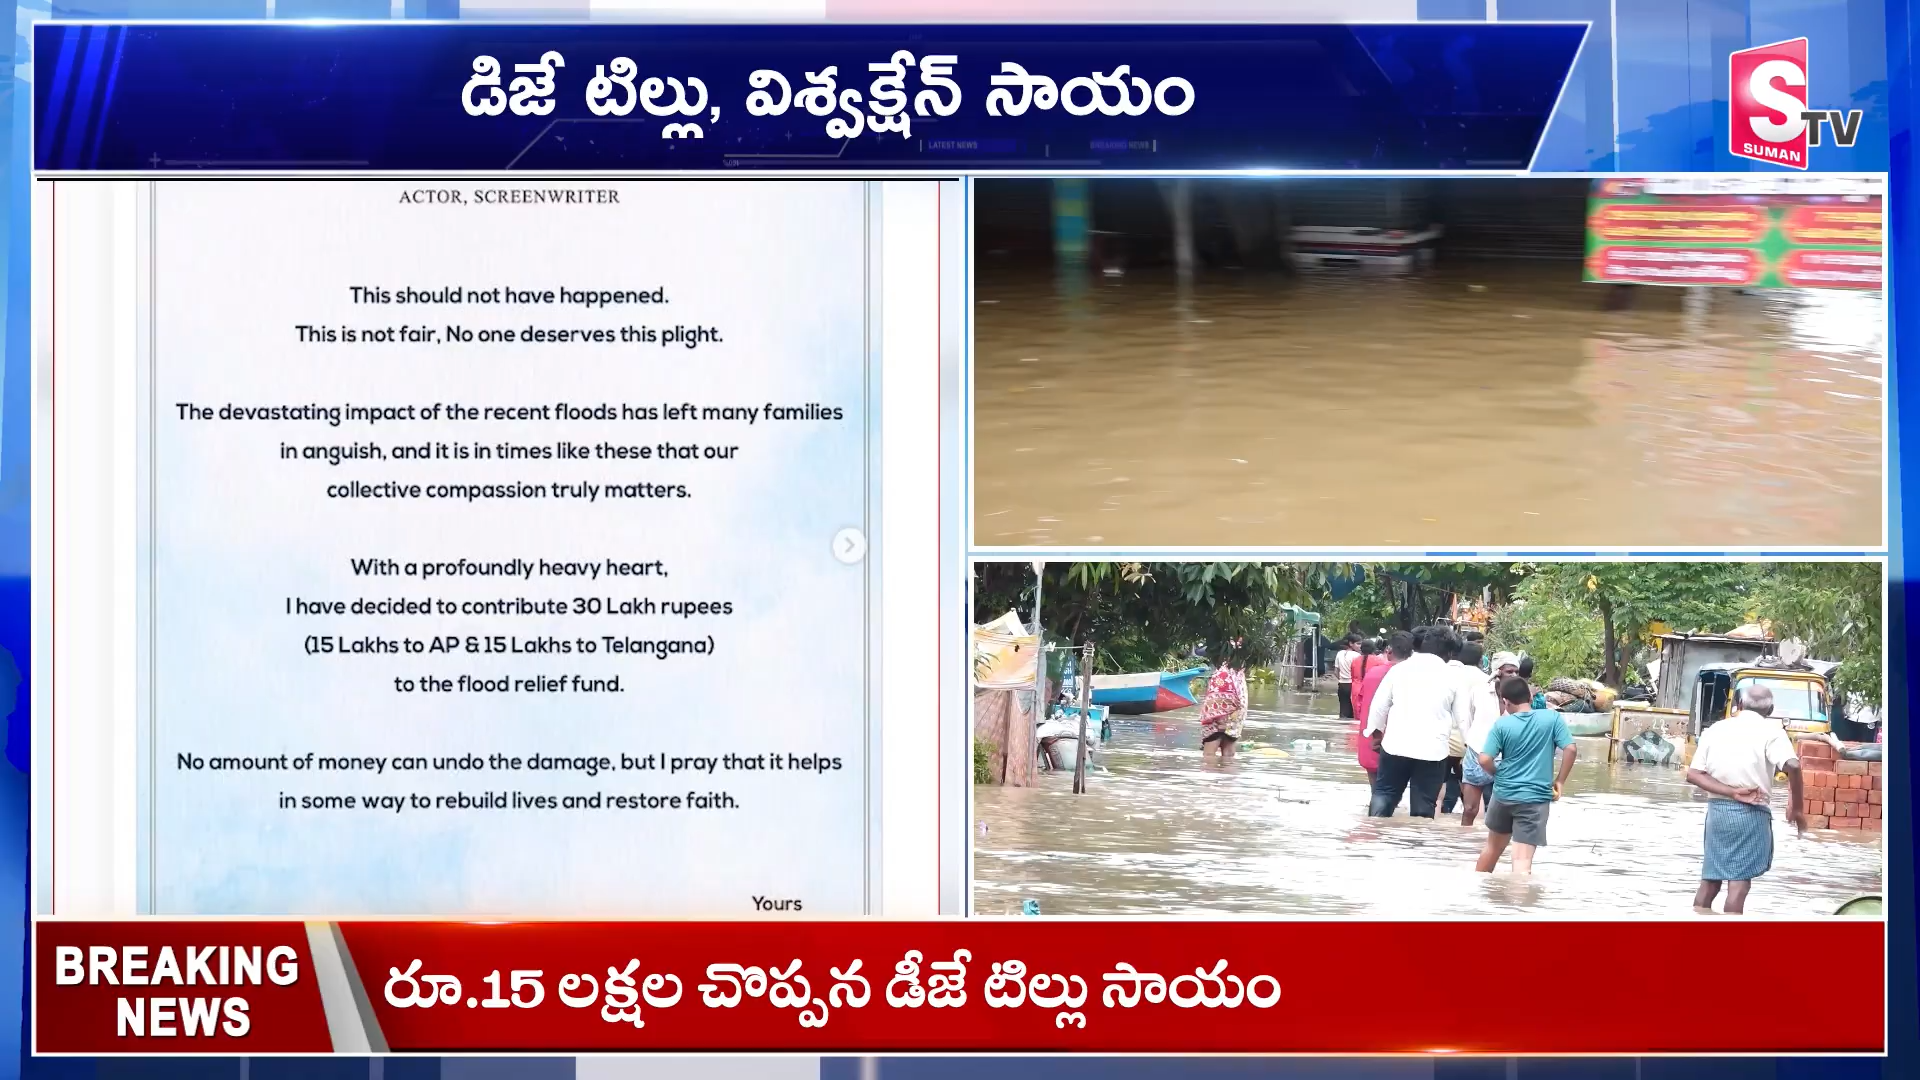 డిజే టిల్లు, విశ్వక్షేన్ సాయం
LATEST NEWS
BREAKING NEWS
S TV
SUMAN
ACTOR, SCREENWRITER
This should not have happened.
This is not fair, No one deserves this plight.
The devastating impact of the recent floods has left many families
in anguish, and it is in times like these that our
collective compassion truly matters.
With a profoundly heavy heart,
I have decided to contribute 30 Lakh rupees
(15 Lakhs to AP & 15 Lakhs to Telangana)
to the flood relief fund.
No amount of money can undo the damage, but I pray that it helps
in some way to rebuild lives and restore faith.
Yours
BREAKING
NEWS
రూ.15 లక్షల చొప్పన డీజే టిల్లు సాయం